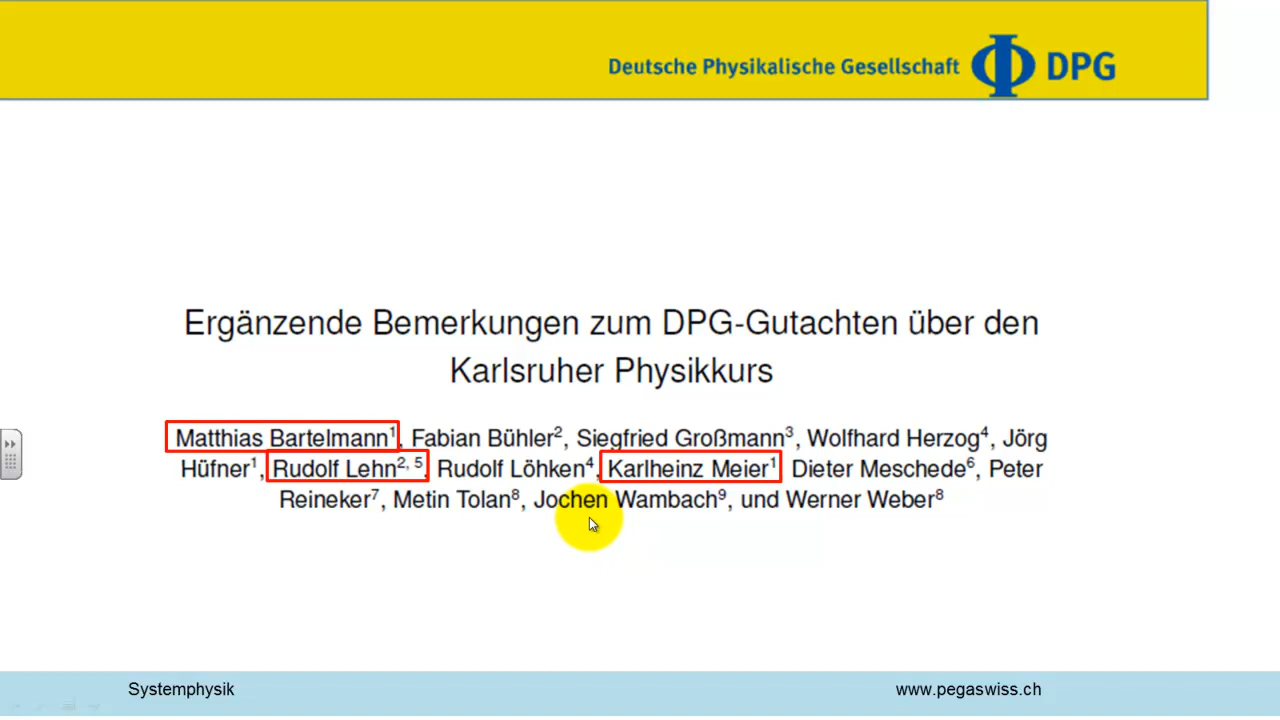 Deutsche Physikalische Gesellschaft DPG
Ergänzende Bemerkungen zum DPG-Gutachten über den
Karlsruher Physikkurs
Matthias Bartelmann¹, Fabian Bühler², Siegfried Großmann³, Wolfhard Herzog⁴, Jörg
Hüfner¹, Rudolf Lehn²,⁵, Rudolf Löhken⁴, Karlheinz Meier¹ Dieter Meschede⁶, Peter
Reineker⁷, Metin Tolan⁸, Jochen Wambach⁹, und Werner Weber⁸
Systemphysik www.pegaswiss.ch